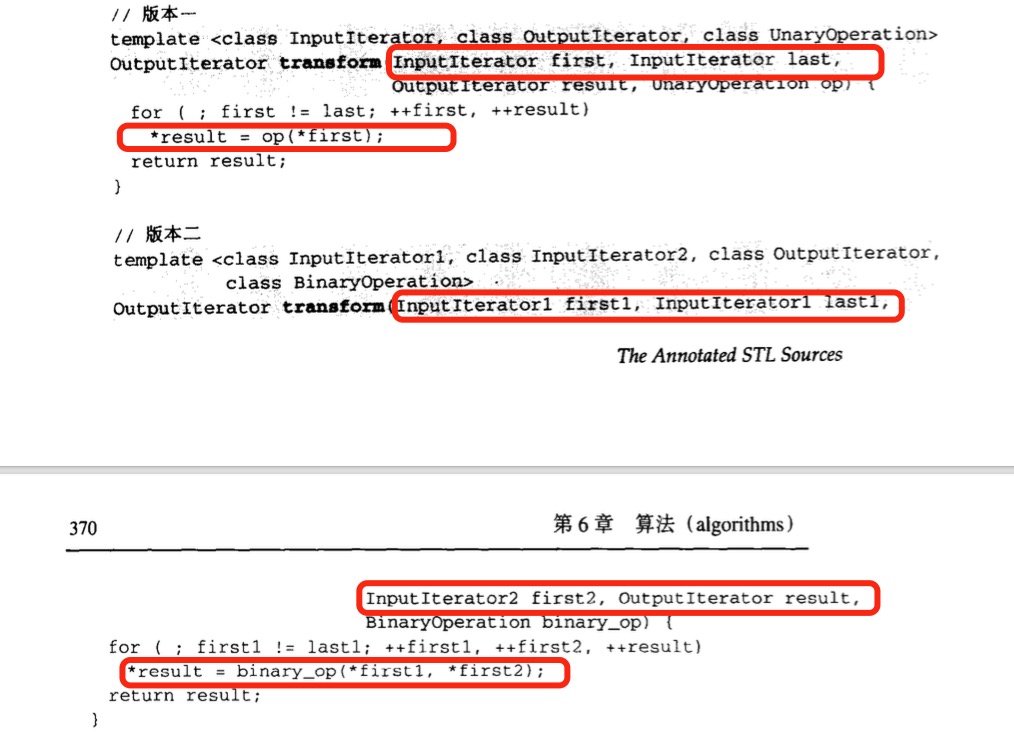 // 版本一
template <class InputIterator, class OutputIterator, class UnaryOperation>
OutputIterator transform(InputIterator first, InputIterator last,
OutputIterator result, UnaryOperation op) {
for ( ; first != last; ++first, ++result)
*result = op(*first);
return result;
}
// 版本二
template <class InputIterator1, class InputIterator2, class OutputIterator,
class BinaryOperation>
OutputIterator transform(InputIterator1 first1, InputIterator1 last1,
The Annotated STL Sources
370 第 6 章 算法（algorithms）
InputIterator2 first2, OutputIterator result,
BinaryOperation binary_op) {
for ( ; first1 != last1; ++first1, ++first2, ++result)
*result = binary_op(*first1, *first2);
return result;
}